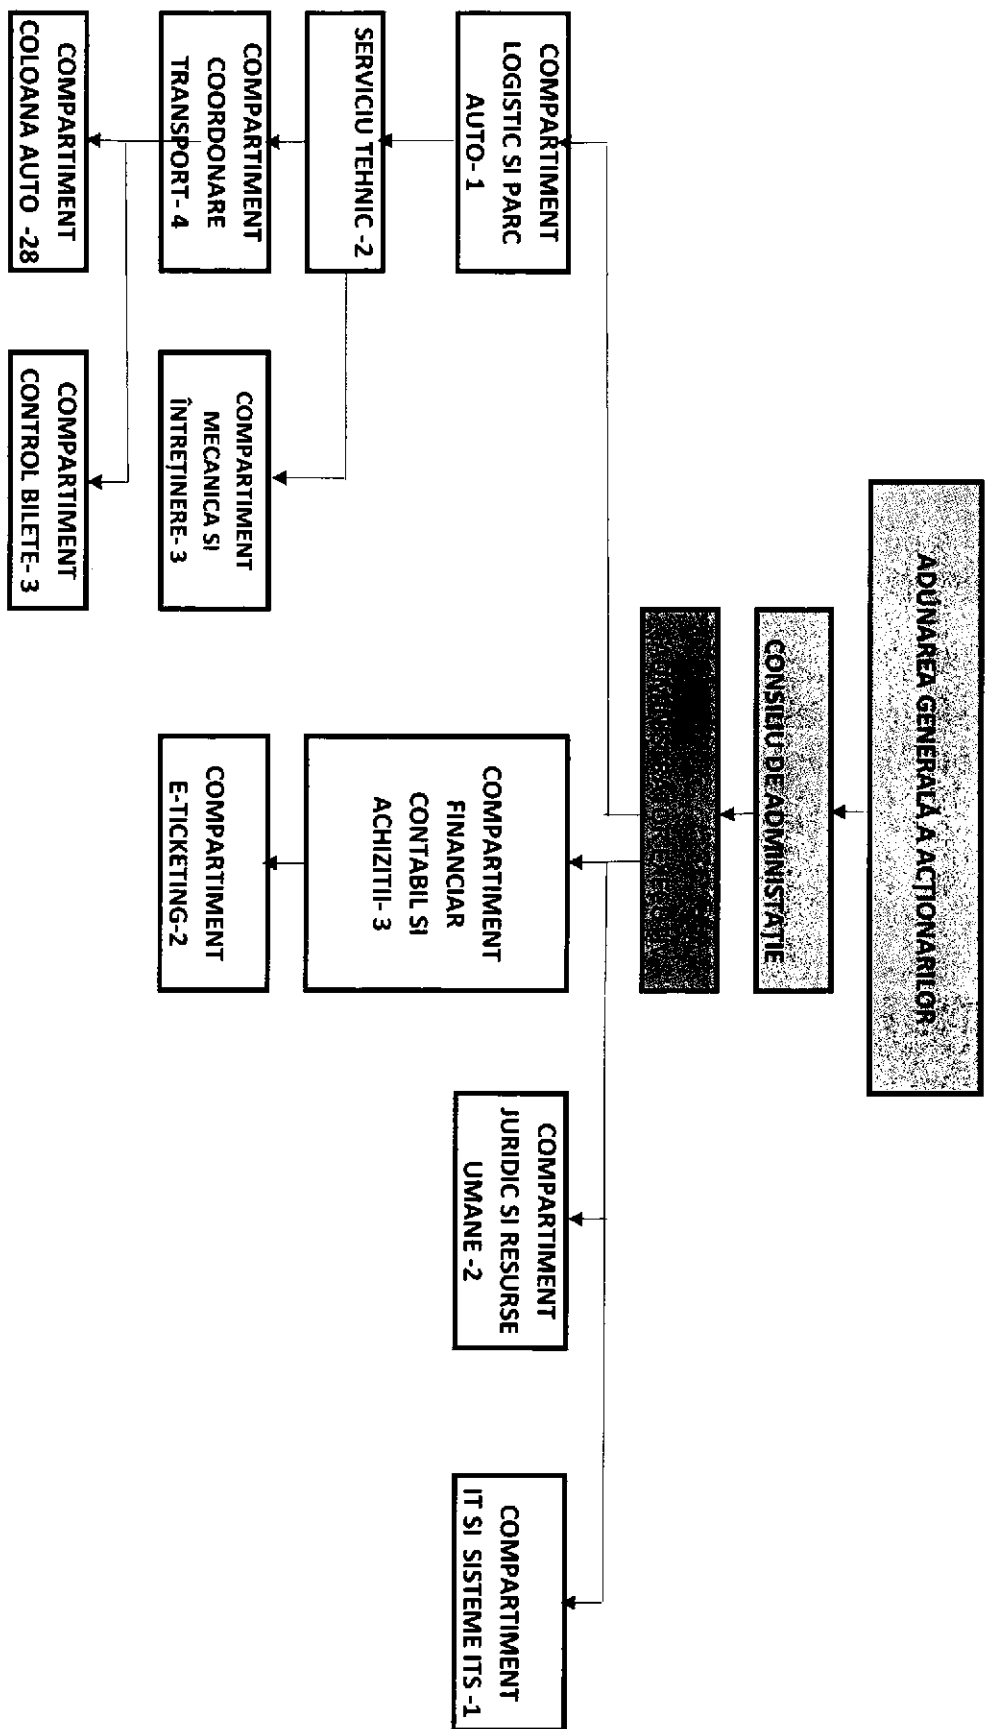 ADUNAREA GENERALĂ A ACȚIONARILOR
CONSILIU DE ADMINISTAȚIE
COMPARTIMENT
LOGISTIC SI PARC
AUTO- 1
SERVICIU TEHNIC -2
COMPARTIMENT
COORDONARE
TRANSPORT- 4
COMPARTIMENT
COLOANA AUTO -28
COMPARTIMENT
MECANICA SI
ÎNTREȚINERE- 3
COMPARTIMENT
CONTROL BILETE- 3
COMPARTIMENT
FINANCIAR
CONTABIL SI
ACHIZITII- 3
COMPARTIMENT
E-TICKETING-2
COMPARTIMENT
JURIDIC SI RESURSE
UMANE -2
COMPARTIMENT
IT SI SISTEME ITS -1